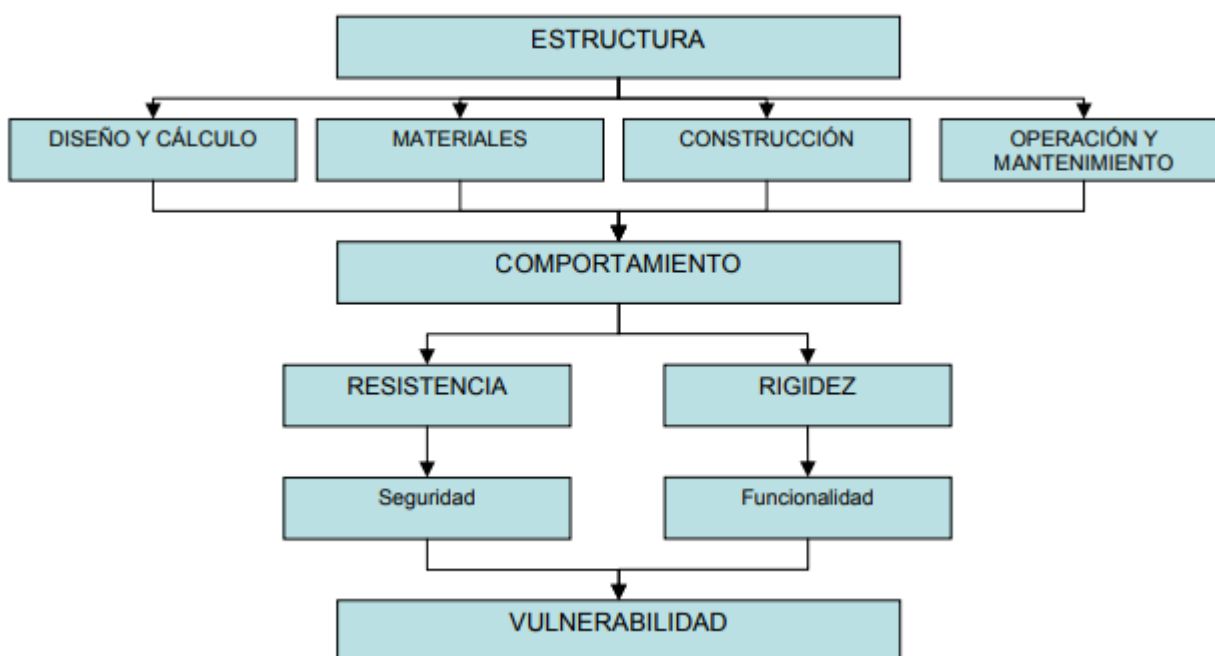 ESTRUCTURA
DISEÑO Y CÁLCULO
MATERIALES
CONSTRUCCIÓN
OPERACIÓN Y
MANTENIMIENTO
COMPORTAMIENTO
RESISTENCIA
RIGIDEZ
Seguridad
Funcionalidad
VULNERABILIDAD